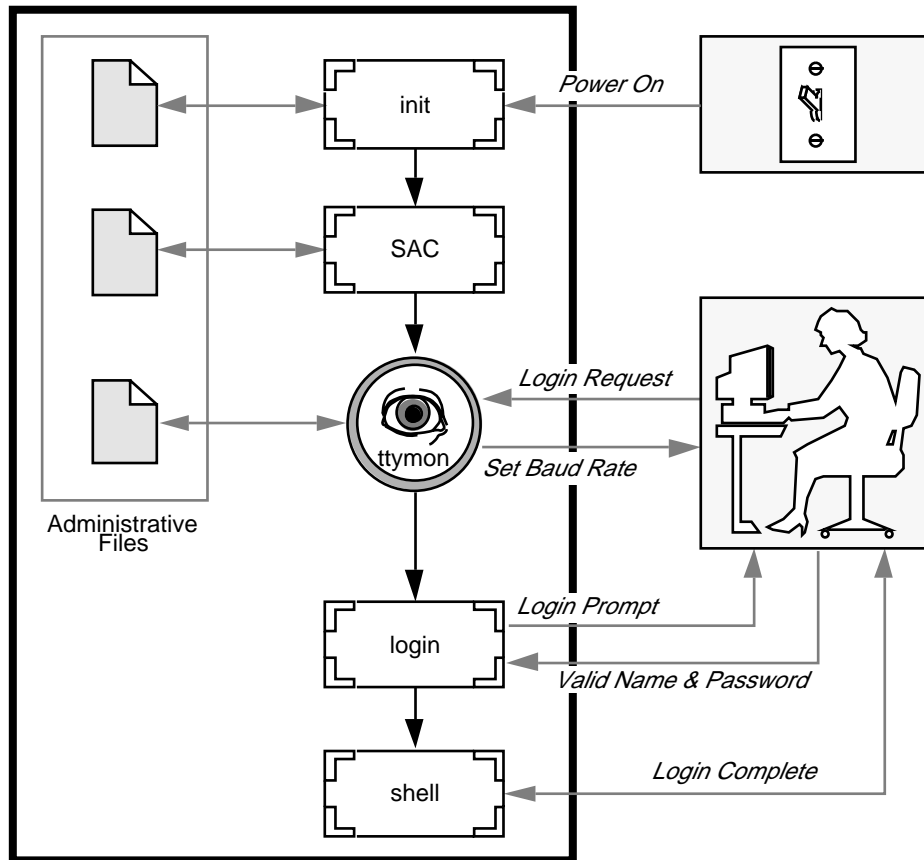 Power On
init
SAC
Login Request
ttymon
Set Baud Rate
Administrative
Files
Login Prompt
login
Valid Name & Password
Login Complete
shell